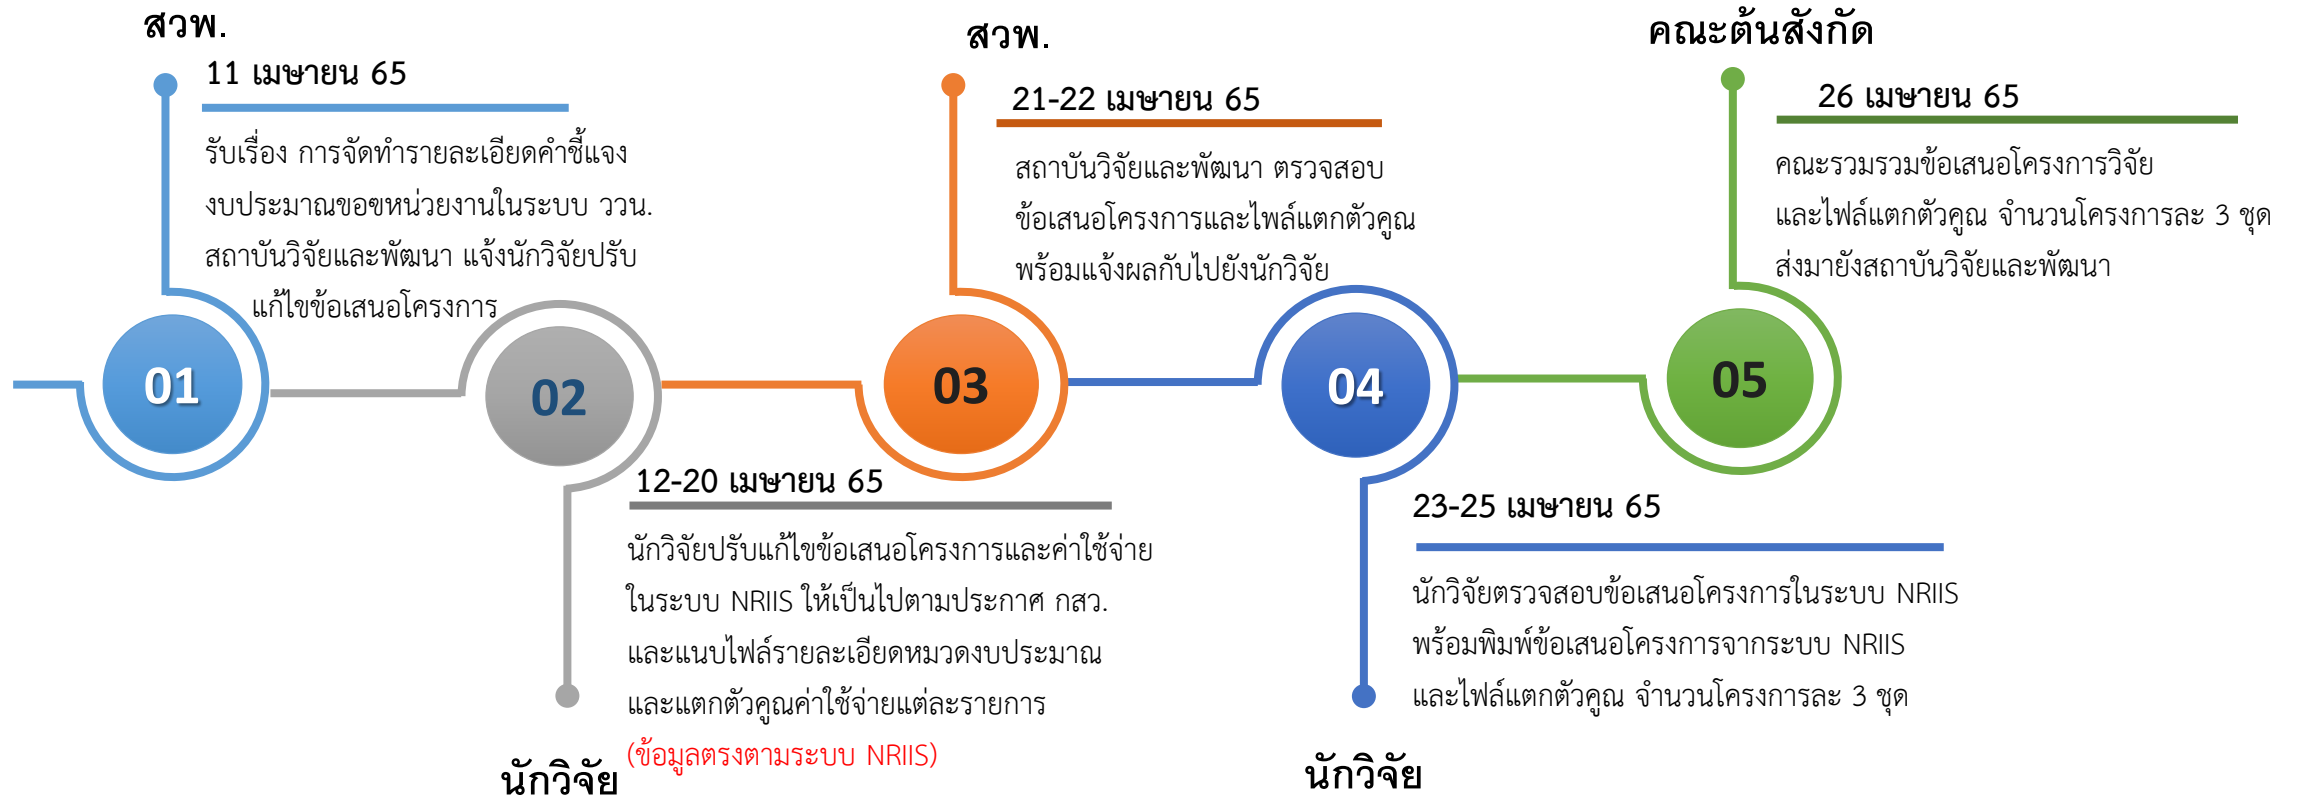 สวพ.
11 เมษายน 65
รับเรื่อง การจัดทำรายละเอียดคำชี้แจง
งบประมาณขอฃหน่วยงานในระบบ ววน.
สถาบันวิจัยและพัฒนา แจ้งนักวิจัยปรับ
แก้ไขข้อเสนอโครงการ
01
02
12-20 เมษายน 65
นักวิจัยปรับแก้ไขข้อเสนอโครงการและค่าใช้จ่าย
ในระบบ NRIIS ให้เป็นไปตามประกาศ กสว.
และแนบไฟล์รายละเอียดหมวดงบประมาณ
และแตกตัวคูณค่าใช้จ่ายแต่ละรายการ
(ข้อมูลตรงตามระบบ NRIIS)
นักวิจัย
สวพ.
21-22 เมษายน 65
สถาบันวิจัยและพัฒนา ตรวจสอบ
ข้อเสนอโครงการและไฟล์แตกตัวคูณ
พร้อมแจ้งผลกับไปยังนักวิจัย
03
04
23-25 เมษายน 65
นักวิจัยตรวจสอบข้อเสนอโครงการในระบบ NRIIS
พร้อมพิมพ์ข้อเสนอโครงการจากระบบ NRIIS
และไฟล์แตกตัวคูณ จำนวนโครงการละ 3 ชุด
นักวิจัย
คณะต้นสังกัด
26 เมษายน 65
คณะรวมรวมข้อเสนอโครงการวิจัย
และไฟล์แตกตัวคูณ จำนวนโครงการละ 3 ชุด
ส่งมายังสถาบันวิจัยและพัฒนา
05